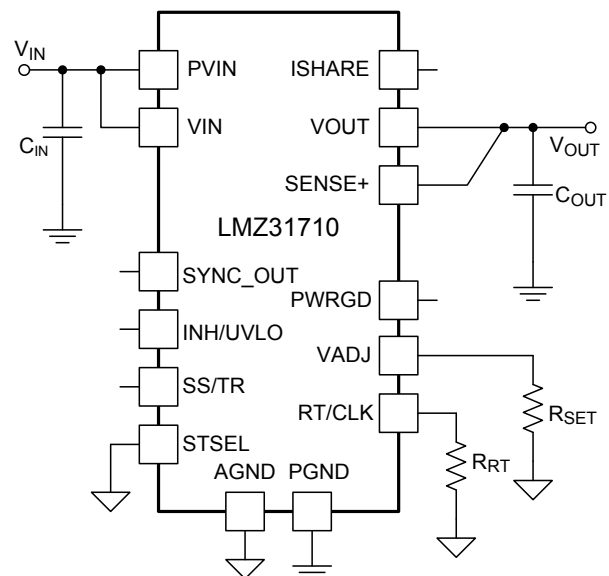 VIN
CIN
PVIN
VIN
SYNC_OUT
INH/UVLO
SS/TR
STSEL
LMZ31710
AGND
PGND
ISHARE
VOUT
SENSE+
PWRGD
VADJ
RT/CLK
VOUT
COUT
RSET
RRT